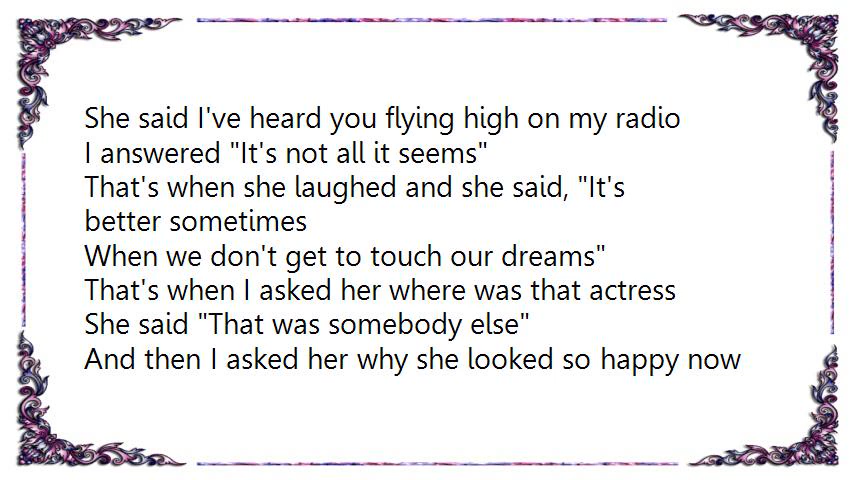 She said I've heard you flying high on my radio
I answered "It's not all it seems"
That's when she laughed and she said, "It's
better sometimes
When we don't get to touch our dreams"
That's when I asked her where was that actress
She said "That was somebody else"
And then I asked her why she looked so happy now